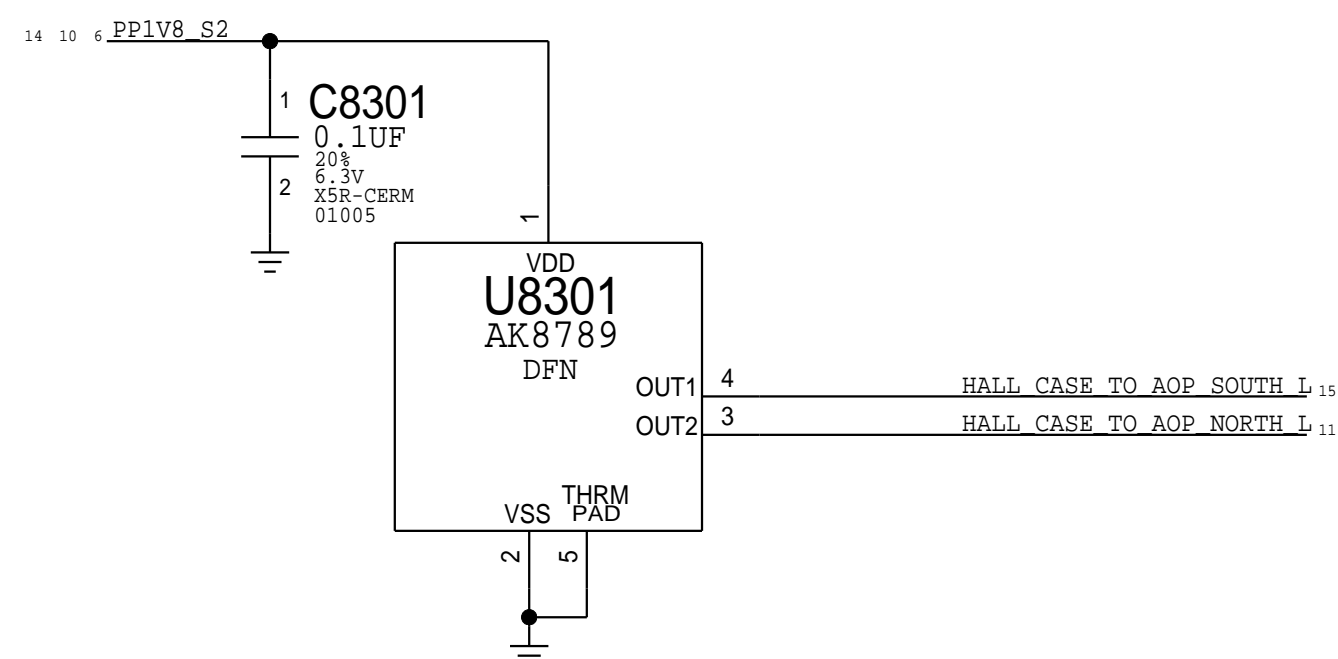 14 10 6 PP1V8_S2
1
C8301
0.1UF
20%
6.3V
2
X5R-CERM
01005
1
VDD
U8301
AK8789
DFN
OUT1 4 HALL_CASE_TO_AOP_SOUTH_L 15
OUT2 3 HALL_CASE_TO_AOP_NORTH_L 11
THRM
VSS PAD
2 5